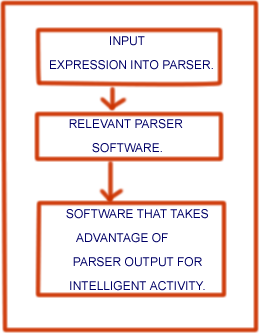 INPUT
EXPRESSION INTO PARSER.
RELEVANT PARSER
SOFTWARE.
SOFTWARE THAT TAKES
ADVANTAGE OF
PARSER OUTPUT FOR
INTELLIGENT ACTIVITY.